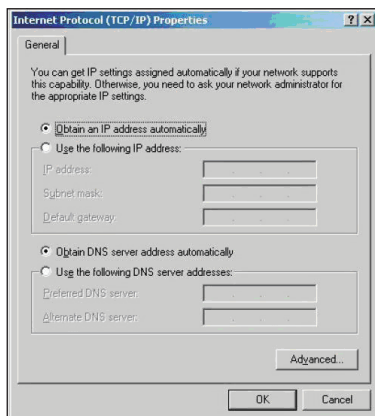 Internet Protocol (TCP/IP) Properties
? X
General
You can get IP settings assigned automatically if your network supports
this capability. Otherwise, you need to ask your network administrator for
the appropriate IP settings.
Obtain an IP address automatically
Use the following IP address:
IP address:
Subnet mask:
Default gateway:
Obtain DNS server address automatically
Use the following DNS server addresses:
Preferred DNS server:
Alternate DNS server:
Advanced...
OK
Cancel